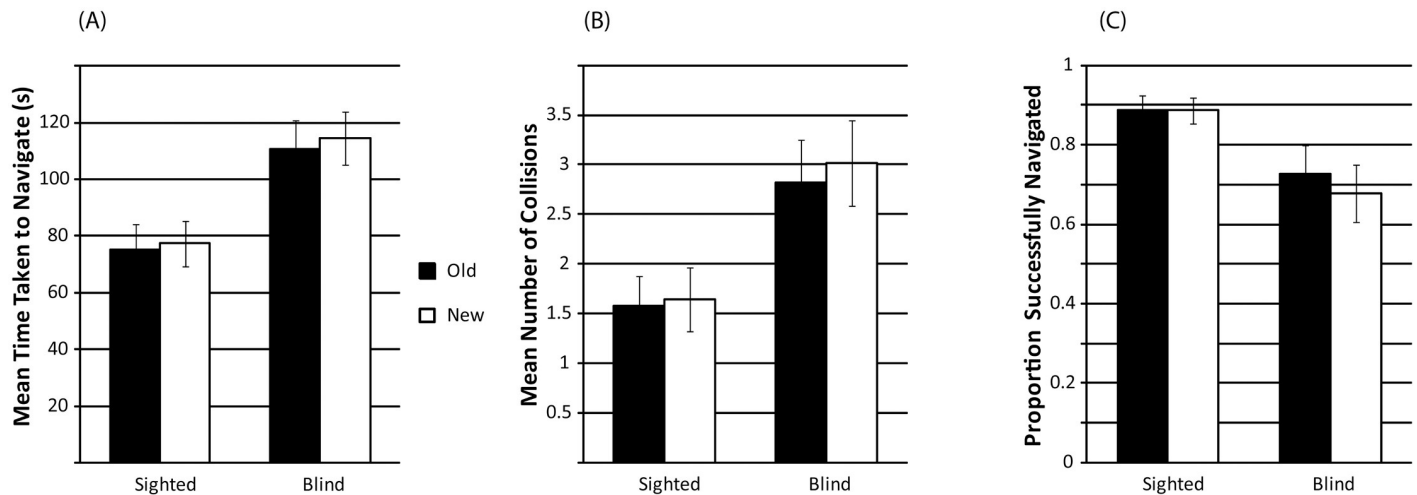 (A)
Mean Time Taken to Navigate (s)
120
100
80
60
40
20
Sighted
Blind
Old
New
(B)
Mean Number of Collisions
3.5
3
2.5
2
1.5
1
0.5
Sighted
Blind
(C)
Proportion Successfully Navigated
1
0.8
0.6
0.4
0.2
0
Sighted
Blind